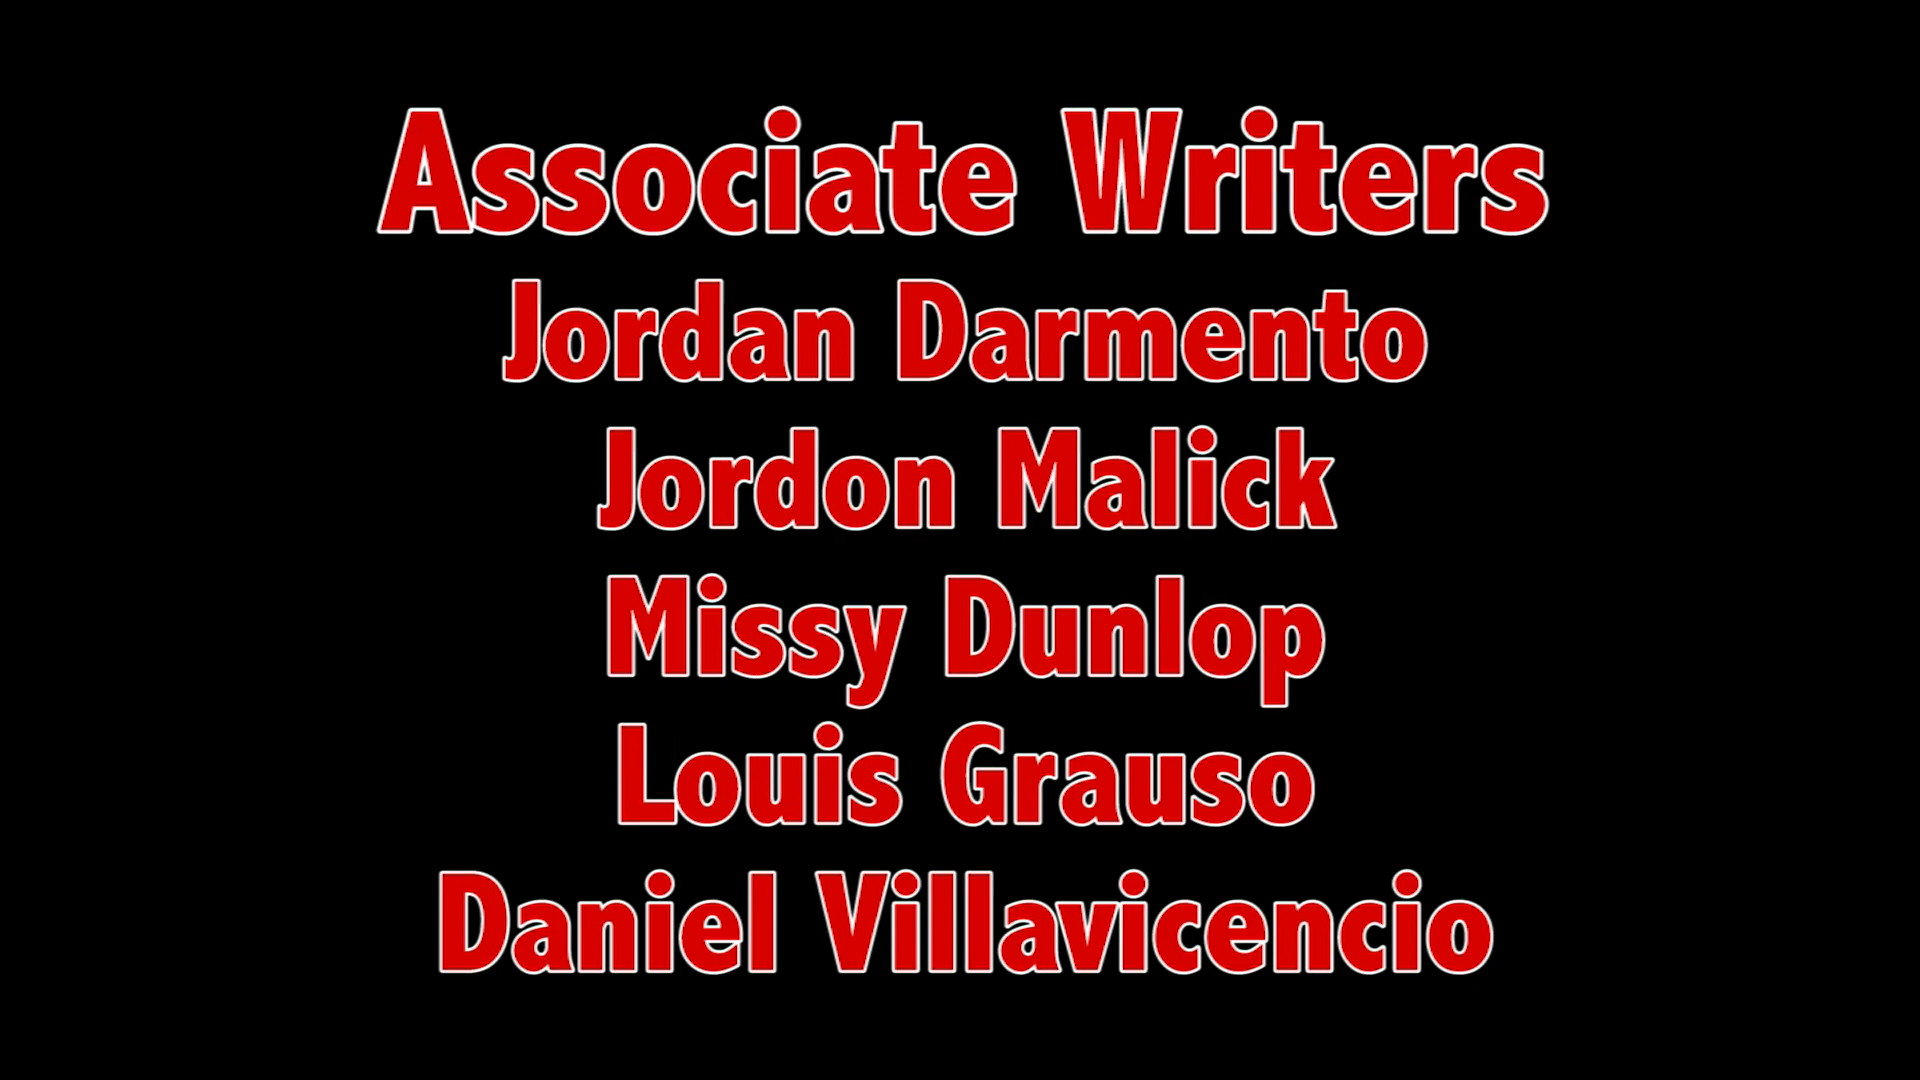 Associate Writers
Jordan Darmento
Jordon Malick
Missy Dunlop
Louis Grauso
Daniel Villavicencio